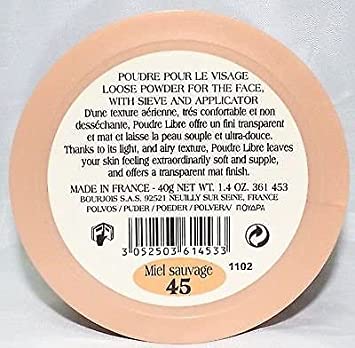 POUDRE POUR LE VISAGE
LOOSE POWDER FOR THE FACE,
WITH SIEVE AND APPLICATOR
D'une texture aérienne, trés confortable et non
desséchante, Poudre Libre offre un fini transparent
et mat et laisse la peau souple et ultra-douce.
Thanks to its light, and airy texture, Poudre Libre leaves
your skin feeling extraordinarily soft and supple,
and offers a transparent mat finish.
MADE IN FRANCE - 40g NET WT. 1.4 OZ. 361 453
BOURJOIS S.A.S. 92521 NEUILLY SUR SEINE, FRANCE
POLVOS/PUDER/POEDER/POLVERA/ ΠΟΥΔΡΑ
3 052503 614533
Miel sauvage 1102
45